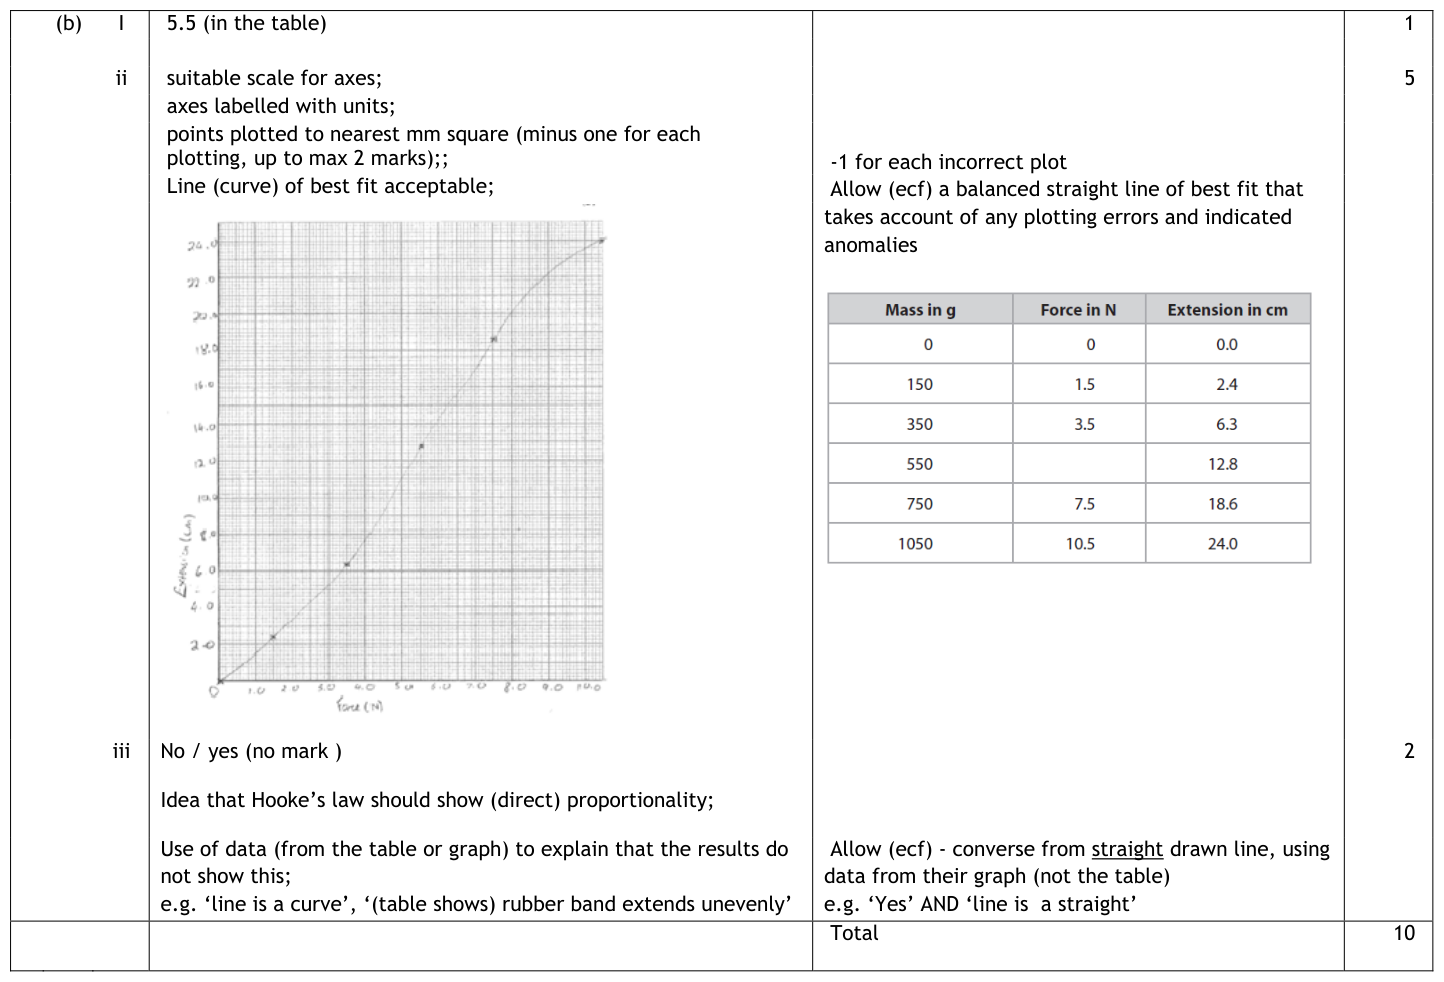 (b) I 5.5 (in the table) 1
ii suitable scale for axes; 5
axes labelled with units;
points plotted to nearest mm square (minus one for each
plotting, up to max 2 marks);;
Line (curve) of best fit acceptable;
-1 for each incorrect plot
Allow (ecf) a balanced straight line of best fit that
takes account of any plotting errors and indicated
anomalies
24.0
22.0
20.0
18.0
16.0
14.0
12.0
10.0
8.0
6.0
4.0
2.0
Extension (cm)
0 1.0 2.0 3.0 4.0 5.0 6.0 7.0 8.0 9.0 10.0
Force (N)
Mass in g Force in N Extension in cm
0 0 0.0
150 1.5 2.4
350 3.5 6.3
550 12.8
750 7.5 18.6
1050 10.5 24.0
iii No / yes (no mark ) 2
Idea that Hooke’s law should show (direct) proportionality;
Use of data (from the table or graph) to explain that the results do
not show this;
e.g. ‘line is a curve’, ‘(table shows) rubber band extends unevenly’
Allow (ecf) - converse from straight drawn line, using
data from their graph (not the table)
e.g. ‘Yes’ AND ‘line is  a straight’
Total 10